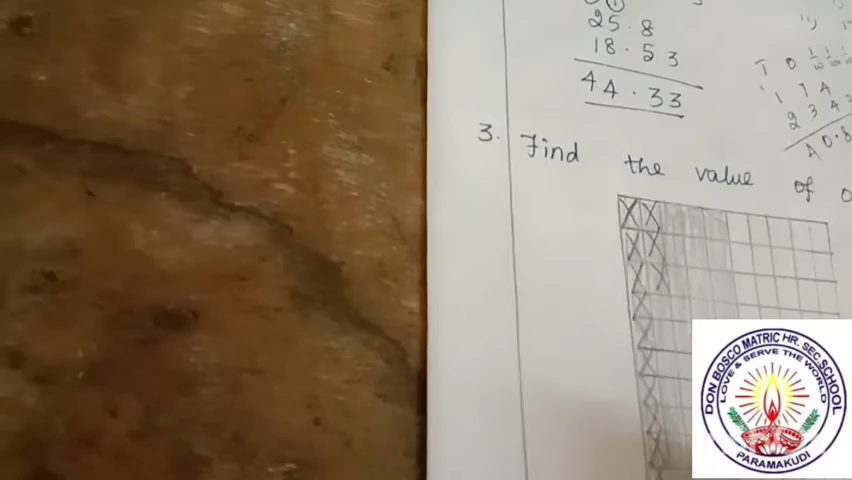 25.8
18.53
44.33
3. Find the value of
DON BOSCO MATRIC HR. SEC. SCHOOL
LOVE & SERVE THE WORLD
PARAMAKUDI